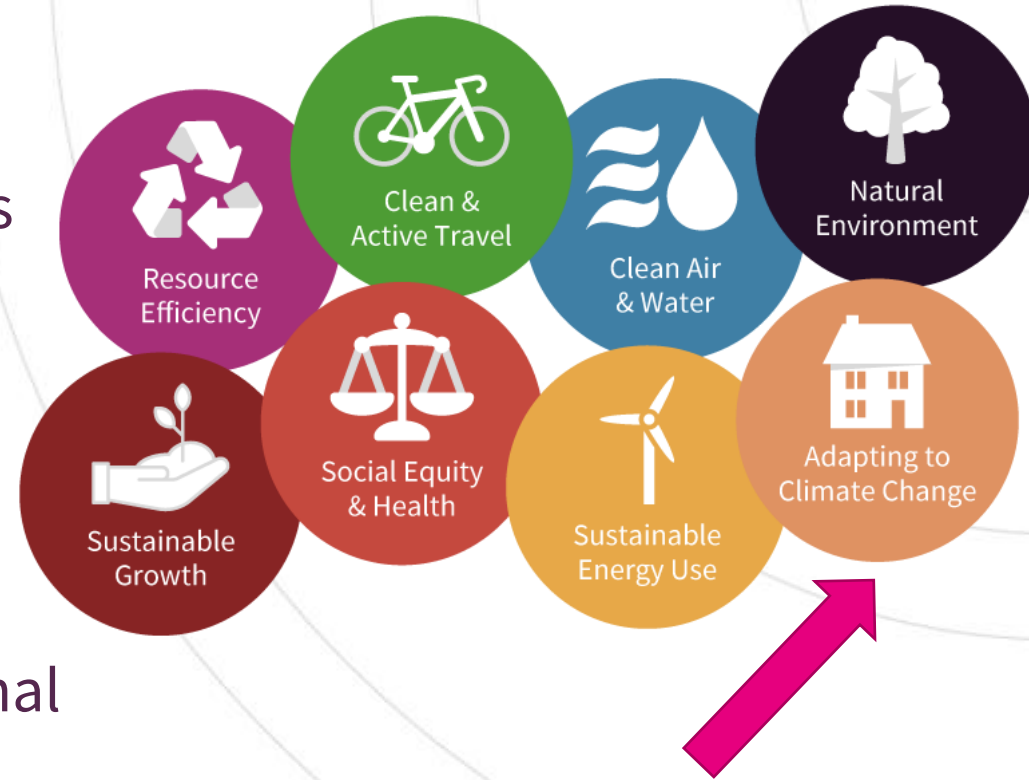 s
Resource
Efficiency
Clean &
Active Travel
Clean Air
& Water
Natural
Environment
Sustainable
Growth
Social Equity
& Health
Sustainable
Energy Use
Adapting to
Climate Change
nal